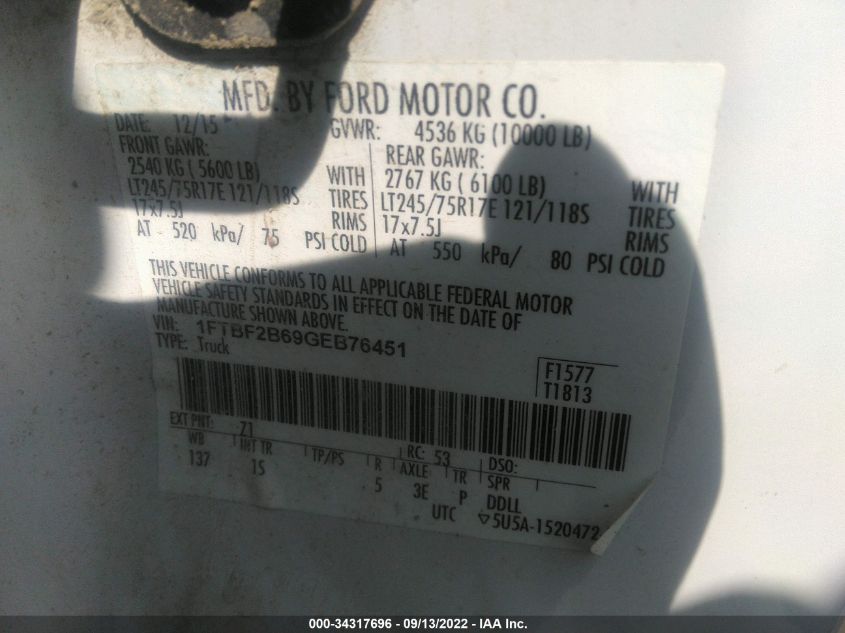 MFD. BY FORD MOTOR CO.
DATE: 12/15 GVWR: 4536 KG (10000 LB)
FRONT GAWR: REAR GAWR:
2540 KG ( 5600 LB) WITH 2767 KG ( 6100 LB) WITH
LT245/75R17E 121/118S TIRES LT245/75R17E 121/118S TIRES
17x7.5J RIMS 17x7.5J RIMS
AT 520 kPa/ 75 PSI COLD AT 550 kPa/ 80 PSI COLD
THIS VEHICLE CONFORMS TO ALL APPLICABLE FEDERAL MOTOR
VEHICLE SAFETY STANDARDS IN EFFECT ON THE DATE OF
MANUFACTURE SHOWN ABOVE.
VIN: 1FTBF2B69GEB76451
TYPE: Truck
F1577
T1813
EXT PNT: Z1 RC: 53 DSO:
WB INT TR TP/PS R AXLE TR SPR
137 IS 5 3E P DDLL
UTC ▽5U5A-1520472
000-34317696 - 09/13/2022 - IAA Inc.